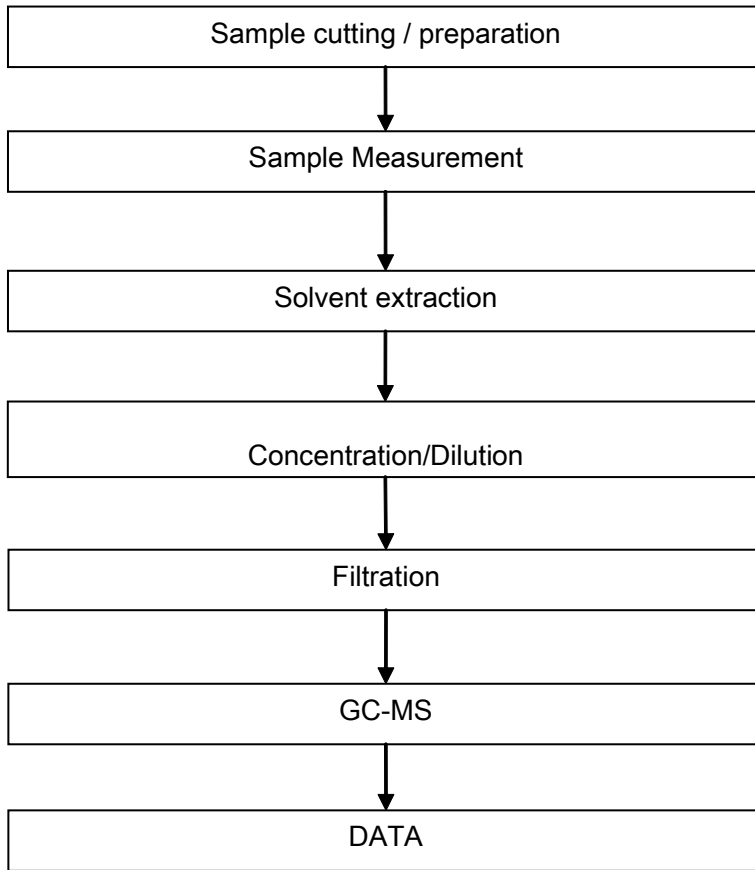 Sample cutting / preparation
Sample Measurement
Solvent extraction
Concentration/Dilution
Filtration
GC-MS
DATA